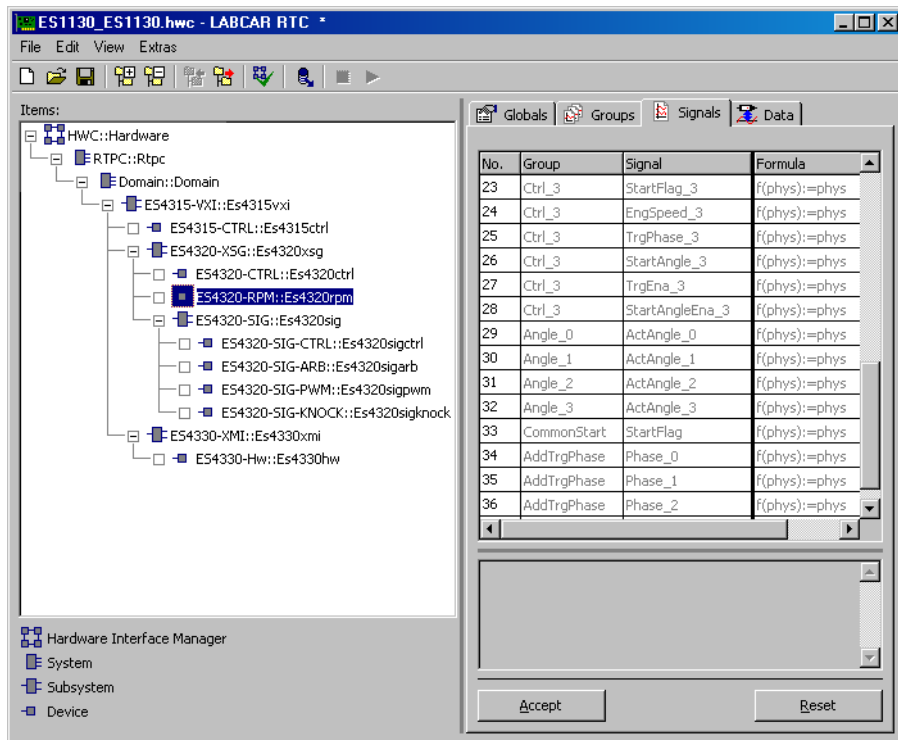 ES1130_ES1130.hwc - LABCAR RTC *
File Edit View Extras
Items:
HWC::Hardware
RTPC::Rtpc
Domain::Domain
ES4315-VXI::Es4315vxi
ES4315-CTRL::Es4315ctrl
ES4320-XSG::Es4320xsg
ES4320-CTRL::Es4320ctrl
ES4320-RPM::Es4320rpm
ES4320-SIG::Es4320sig
ES4320-SIG-CTRL::Es4320sigctrl
ES4320-SIG-ARB::Es4320sigarb
ES4320-SIG-PWM::Es4320sigpwm
ES4320-SIG-KNOCK::Es4320sigknock
ES4330-XMI::Es4330xmi
ES4330-Hw::Es4330hw
Hardware Interface Manager
System
Subsystem
Device
Globals Groups Signals Data
No. Group Signal Formula
23 Ctrl_3 StartFlag_3 f(phys):=phys
24 Ctrl_3 EngSpeed_3 f(phys):=phys
25 Ctrl_3 TrgPhase_3 f(phys):=phys
26 Ctrl_3 StartAngle_3 f(phys):=phys
27 Ctrl_3 TrgEna_3 f(phys):=phys
28 Ctrl_3 StartAngleEna_3 f(phys):=phys
29 Angle_0 ActAngle_0 f(phys):=phys
30 Angle_1 ActAngle_1 f(phys):=phys
31 Angle_2 ActAngle_2 f(phys):=phys
32 Angle_3 ActAngle_3 f(phys):=phys
33 CommonStart StartFlag f(phys):=phys
34 AddTrgPhase Phase_0 f(phys):=phys
35 AddTrgPhase Phase_1 f(phys):=phys
36 AddTrgPhase Phase_2 f(phys):=phys
Accept Reset